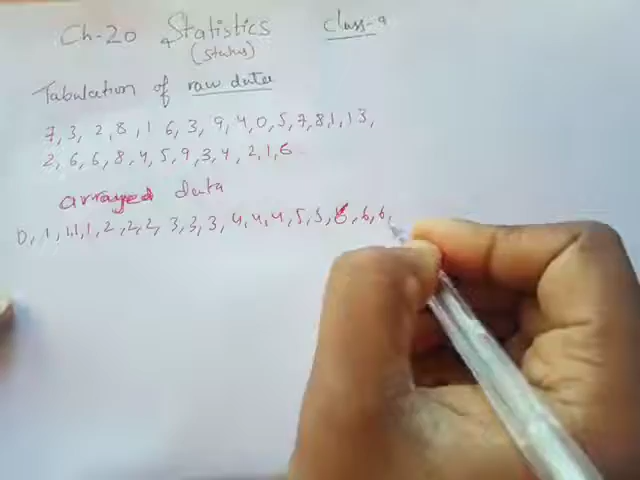 Ch-20 Statistics Class-9
(status)
Tabulation of raw data
7, 3, 2, 8, 1 6, 3, 9, 4, 0, 5, 7, 8, 1, 1 3,
2, 6, 6, 8, 4, 5, 9, 3, 4, 2, 1, 6
arrayed data
0, 1, 1, 1, 1, 2, 2, 2, 3, 3, 3, 4, 4, 4, 5, 5, 6, 6, 6,